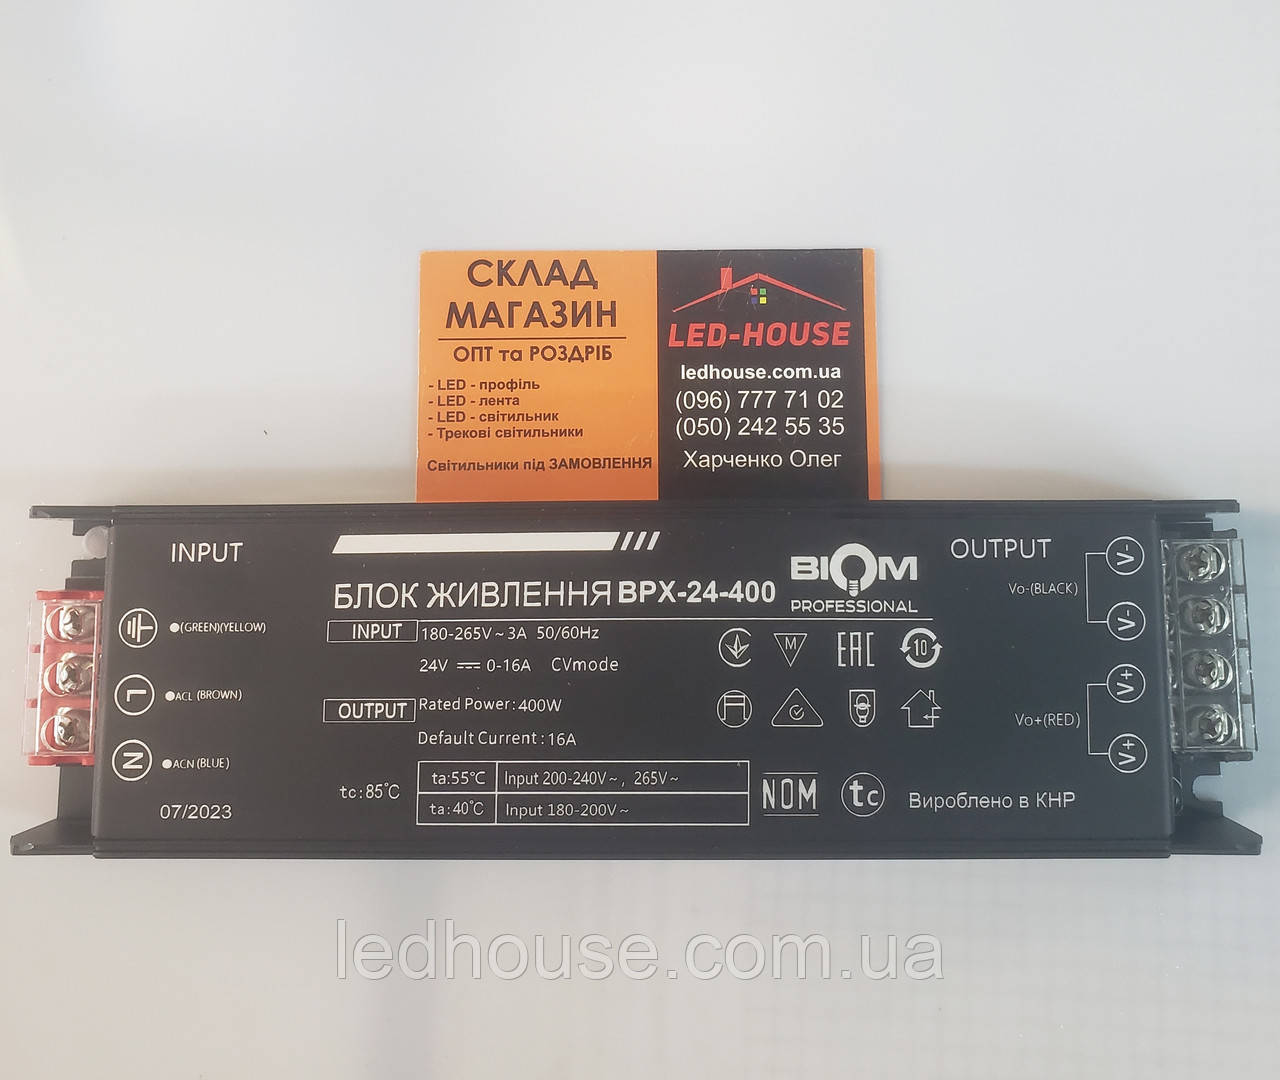 СКЛАД
МАГАЗИН
ОПТ та РОЗДРІБ
- LED - профіль
- LED - лента
- LED - світильник
- Трекові світильники
Світильники під ЗАМОВЛЕННЯ
LED-HOUSE
ledhouse.com.ua
(096) 777 71 02
(050) 242 55 35
Харченко Олег
INPUT
(GREEN)(YELLOW)
L ACL (BROWN)
N ACN (BLUE)
07/2023
БЛОК ЖИВЛЕННЯ BPX-24-400
BIOM
PROFESSIONAL
INPUT 180-265V ~ 3A 50/60Hz
24V 0-16A CVmode
OUTPUT Rated Power: 400W
Default Current: 16A
tc:85°C
ta:55°C Input 200-240V~, 265V~
ta:40°C Input 180-200V~
M
EAC
10
NOM
tc
Вироблено в КНР
OUTPUT
V-
Vo-(BLACK)
V-
V+
Vo+(RED)
V+
ledhouse.com.ua